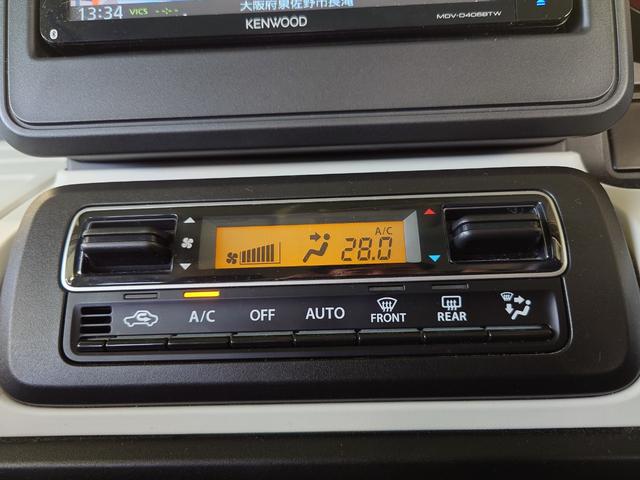 大阪府東佐野市長滝
13:34 VICS -:--
KENWOOD
MDV-D406BTW
A/C
28.0
A/C OFF AUTO FRONT REAR